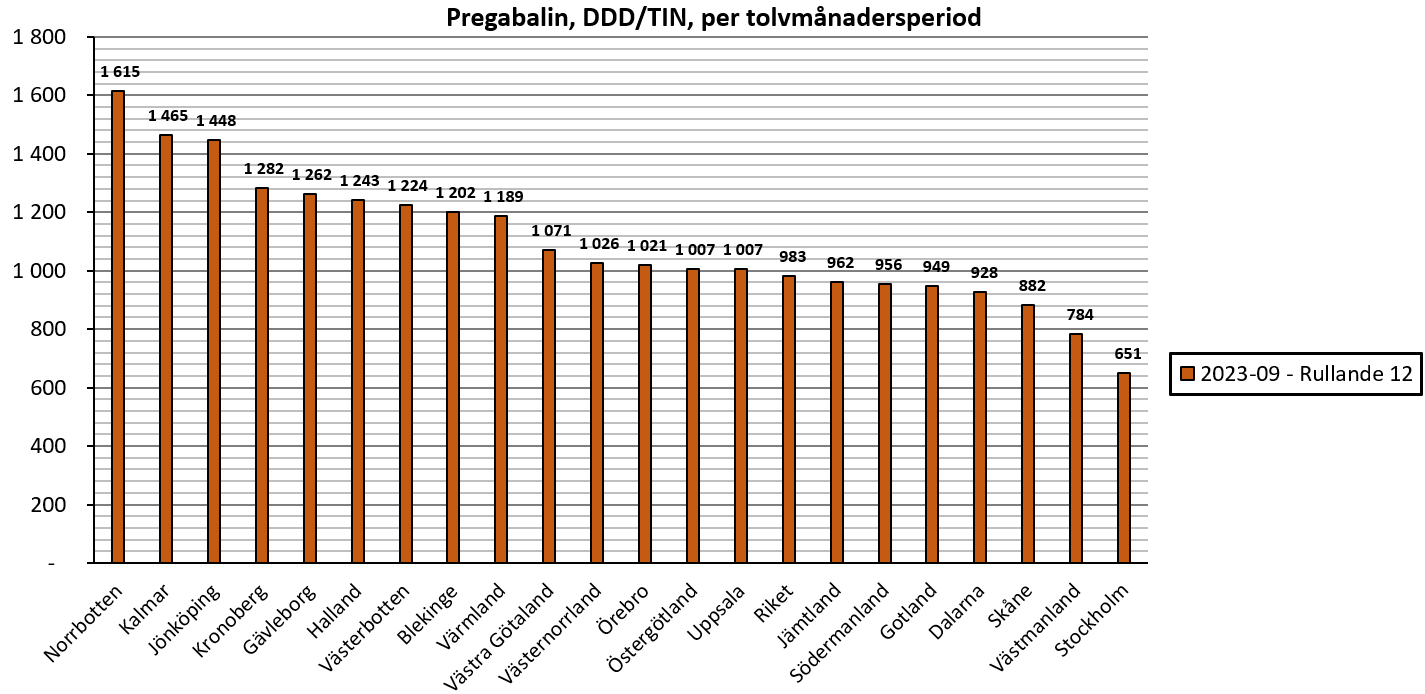 Pregabalin, DDD/TIN, per tolvmånadersperiod
1 800
1 600
1 400
1 200
1 000
800
600
400
200
-
1 615
1 465
1 448
1 282
1 262
1 243
1 224
1 202
1 189
1 071
1 026
1 021
1 007
1 007
983
962
956
949
928
882
784
651
Norrbotten
Kalmar
Jönköping
Kronoberg
Gävleborg
Halland
Västerbotten
Blekinge
Värmland
Västra Götaland
Västernorrland
Örebro
Östergötland
Uppsala
Riket
Jämtland
Södermanland
Gotland
Dalarna
Skåne
Västmanland
Stockholm
2023-09 - Rullande 12